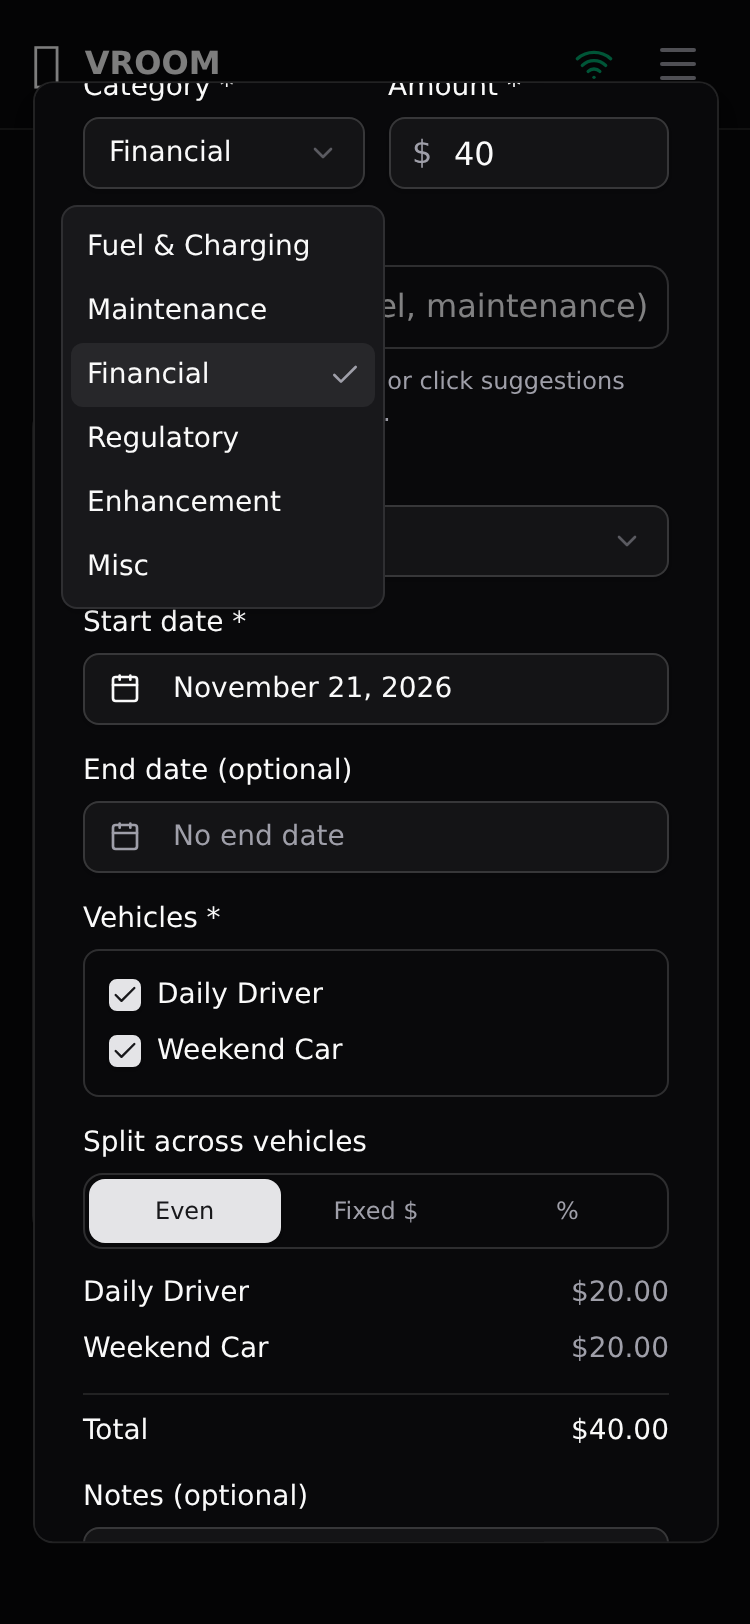 VROOM
Category * Amount *
Financial $ 40
Fuel & Charging
Maintenance el, maintenance)
Financial or click suggestions
.
Regulatory
Enhancement
Misc
Start date *
November 21, 2026
End date (optional)
No end date
Vehicles *
Daily Driver
Weekend Car
Split across vehicles
Even Fixed $ %
Daily Driver $20.00
Weekend Car $20.00
Total $40.00
Notes (optional)